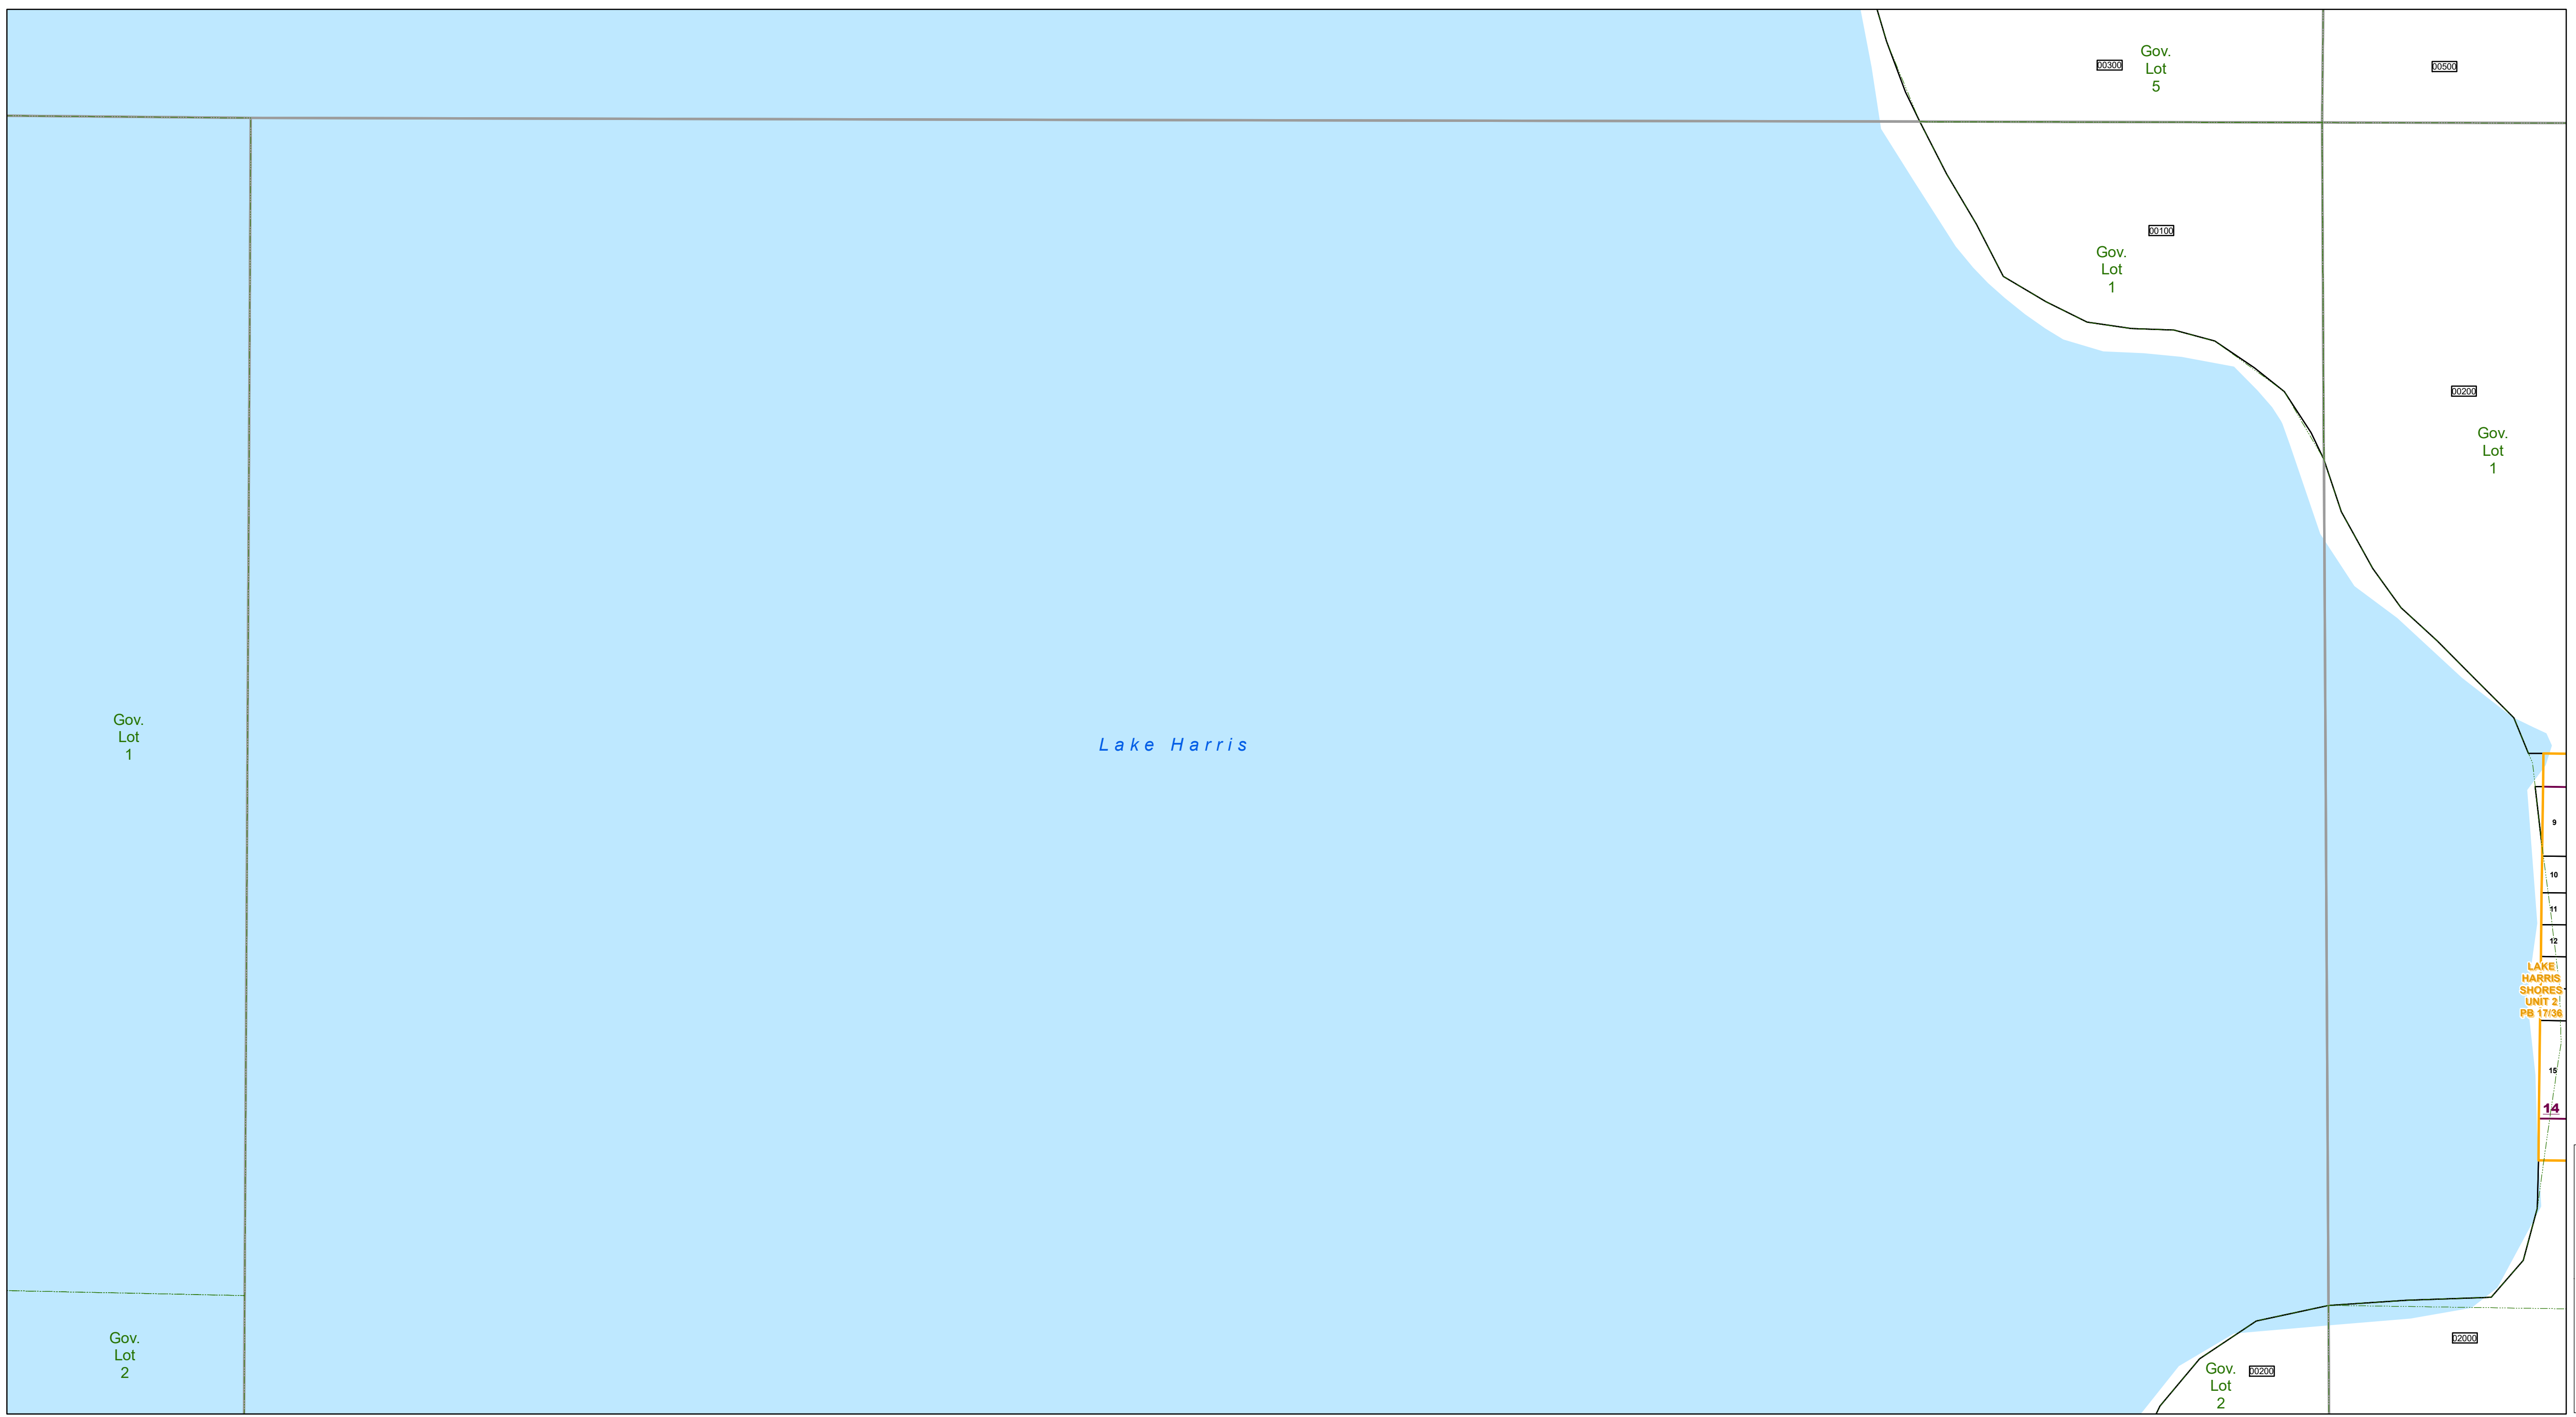 00300
Gov.
Lot
5
00500
00100
Gov.
Lot
1
00200
Gov.
Lot
1
Gov.
Lot
1
Lake Harris
9
10
11
12
LAKE
HARRIS
SHORES
UNIT 2
PB 17/36
15
14
Gov.
Lot
2
02000
Gov.
Lot
2
00200